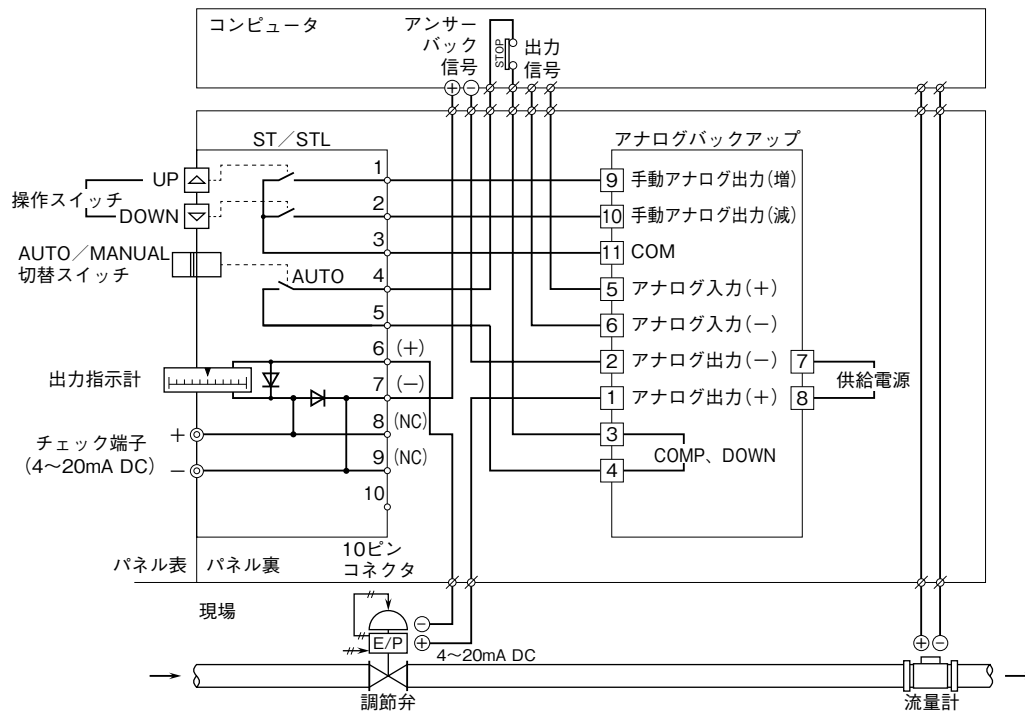 コンピュータ
アンサー
バック
信号
STOP
出力
信号
+ −
ST/STL
アナログバックアップ
UP
操作スイッチ
DOWN
AUTO/MANUAL
切替スイッチ
AUTO
1
2
3
4
5
6 (+)
7 (−)
8 (NC)
9 (NC)
10
出力指示計
チェック端子
(4~20mA DC)
+
−
9 手動アナログ出力(増)
10 手動アナログ出力(減)
11 COM
5 アナログ入力(+)
6 アナログ入力(−)
2 アナログ出力(−)
1 アナログ出力(+)
3
4
COMP、DOWN
7
8
供給電源
パネル表
パネル裏
10ピン
コネクタ
現場
E/P
−
+
4~20mA DC
+ −
調節弁
流量計